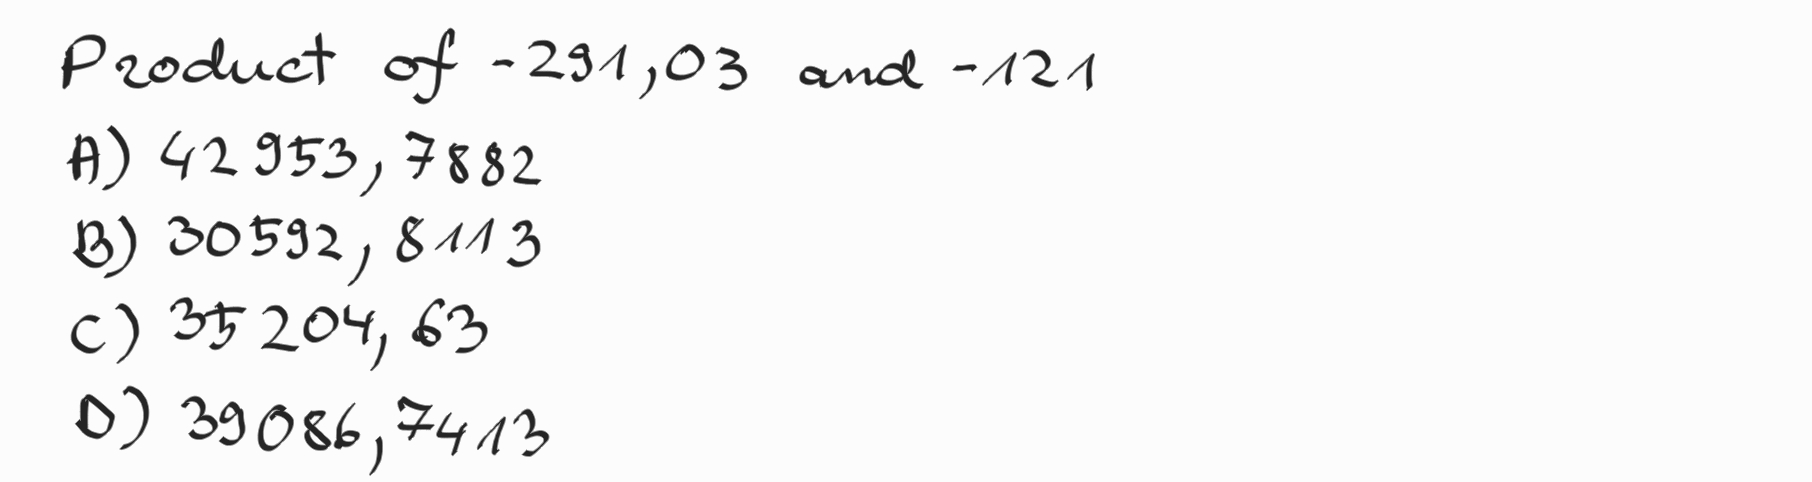 Product of -291,03 and -121
A) 42953,7882
B) 30592,8113
C) 35204,63
D) 39086,7413